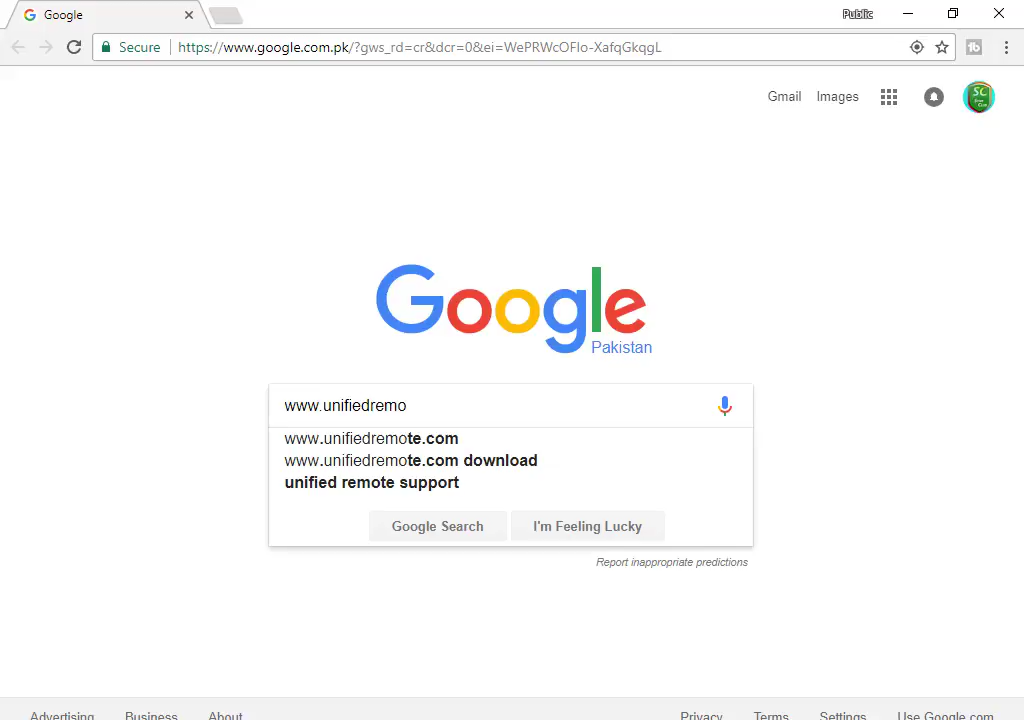 Google
Public
Secure
https://www.google.com.pk/?gws_rd=cr&dcr=0&ei=WePRWcOFIo-XafqGkqgL
Gmail Images
SC
Google
Pakistan
www.unifiedremo
www.unifiedremote.com
www.unifiedremote.com download
unified remote support
Google Search I'm Feeling Lucky
Report inappropriate predictions
Advertising Business About Privacy Terms Settings Use Google.com